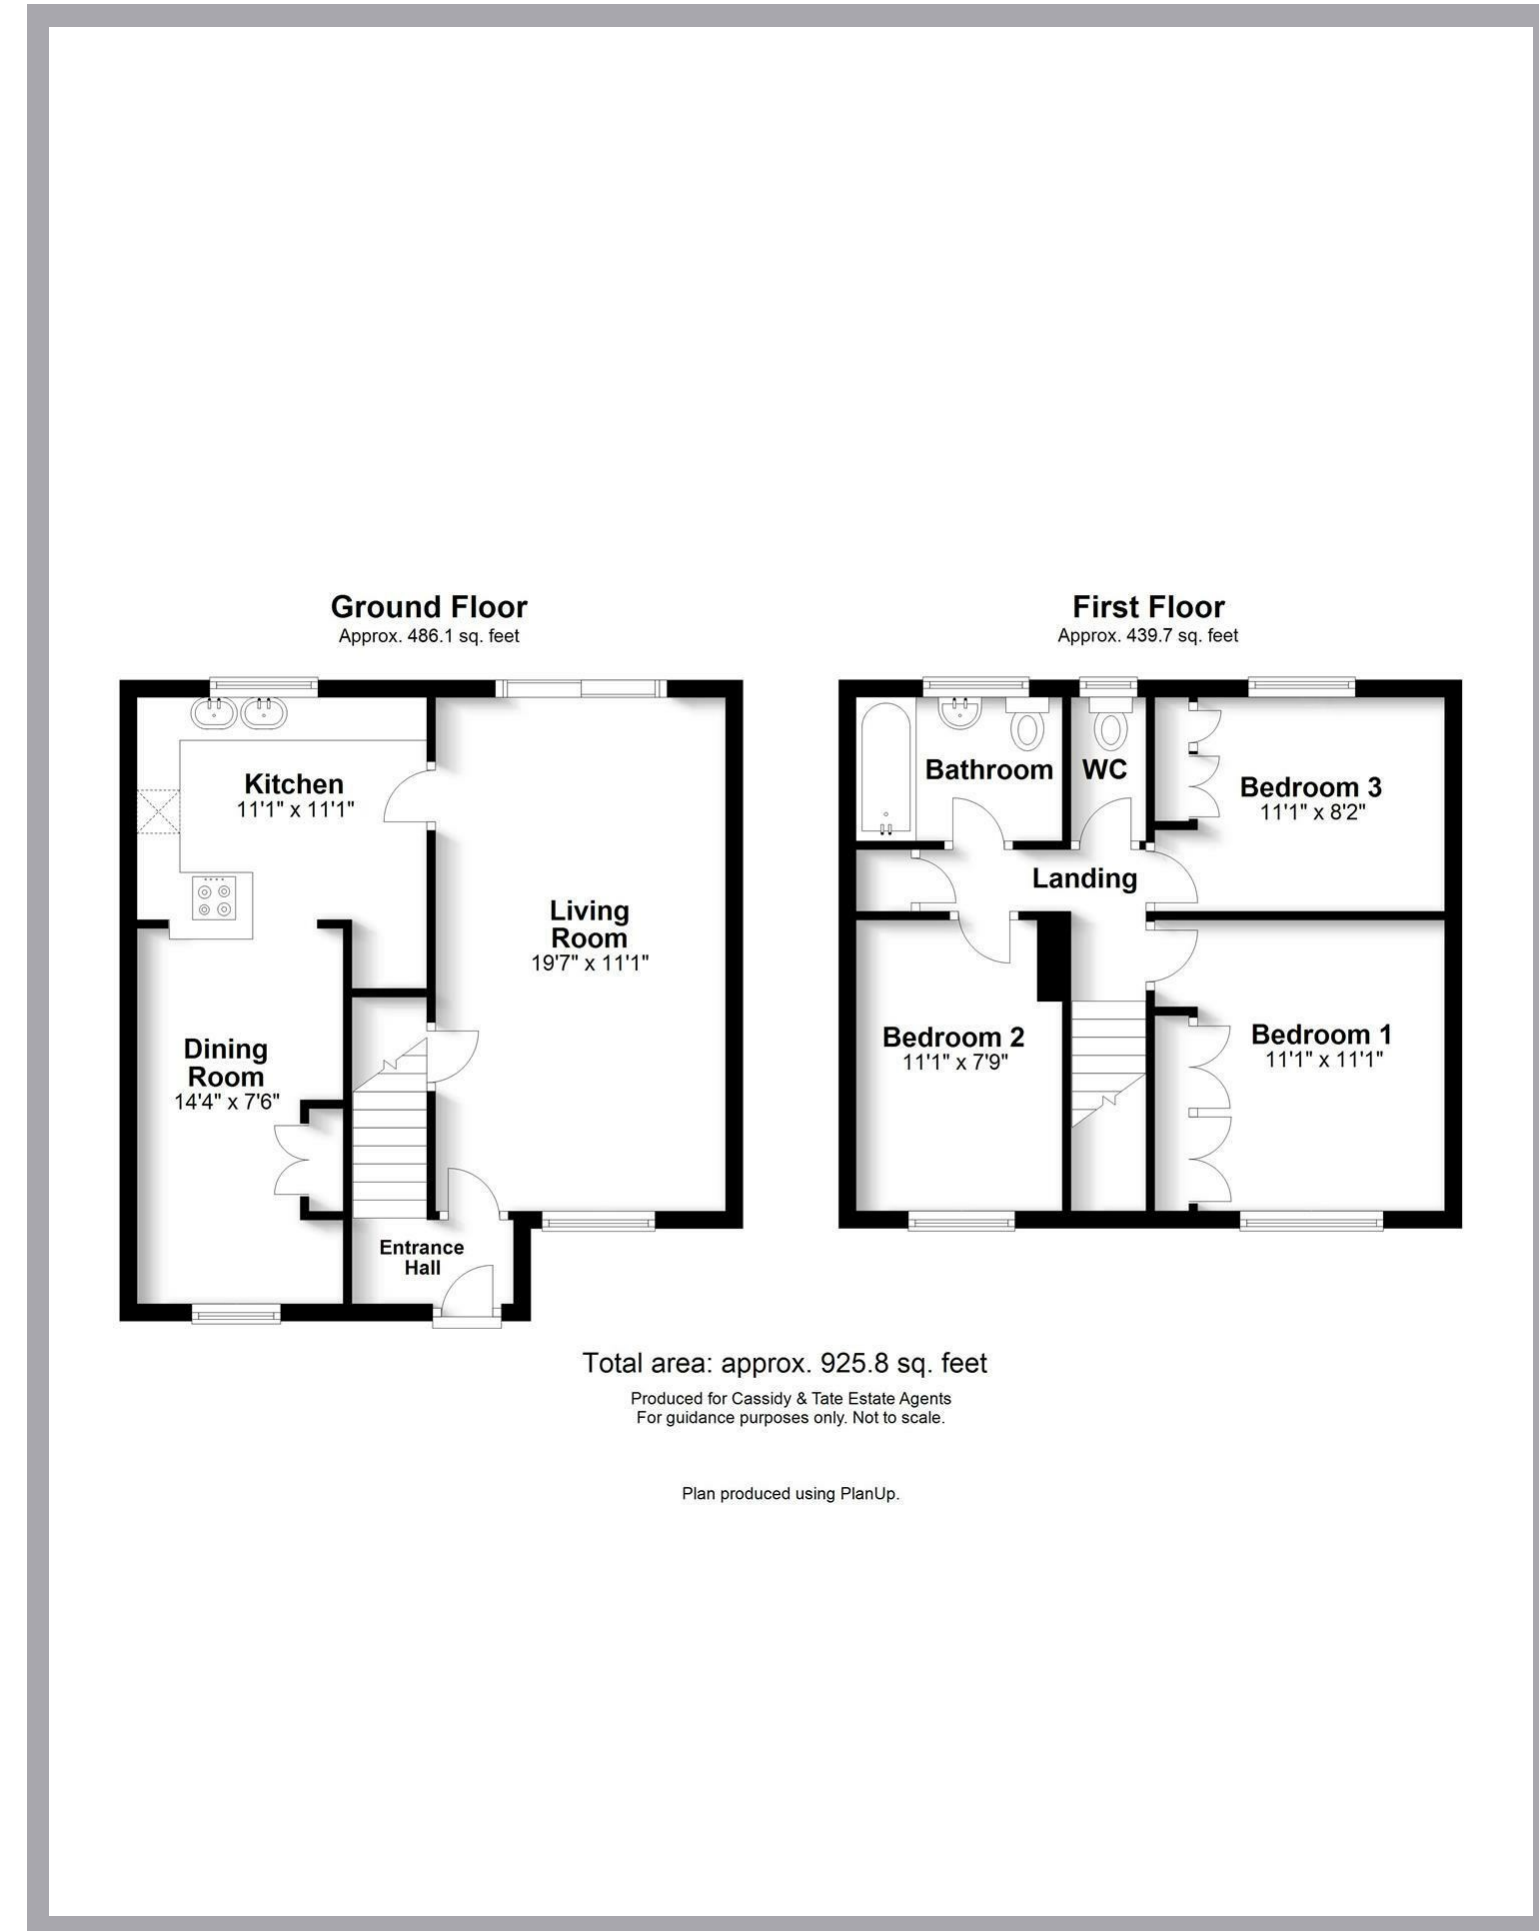 Ground Floor
Approx. 486.1 sq. feet
Kitchen
11'1" x 11'1"
Living
Room
19'7" x 11'1"
Dining
Room
14'4" x 7'6"
Entrance
Hall
First Floor
Approx. 439.7 sq. feet
Bathroom
WC
Bedroom 3
11'1" x 8'2"
Landing
Bedroom 2
11'1" x 7'9"
Bedroom 1
11'1" x 11'1"
Total area: approx. 925.8 sq. feet
Produced for Cassidy & Tate Estate Agents
For guidance purposes only. Not to scale.
Plan produced using PlanUp.